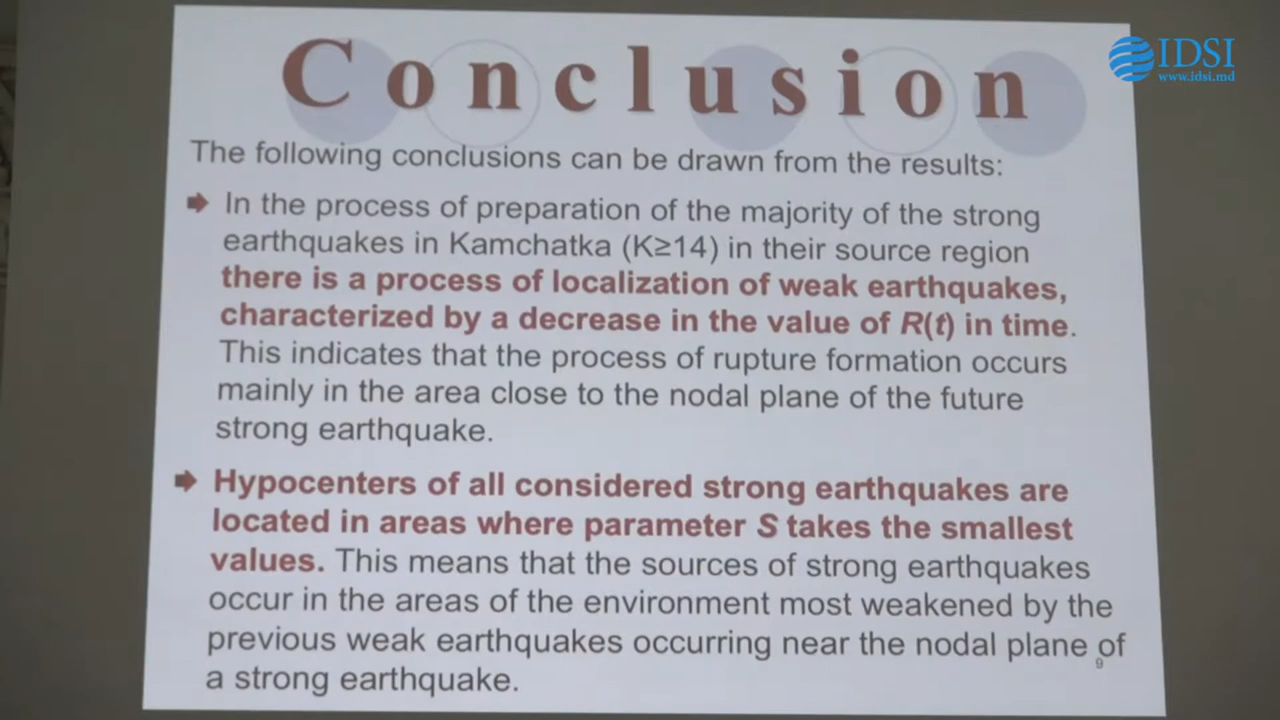 Conclusion
IDSI
www.idsi.md
The following conclusions can be drawn from the results:
In the process of preparation of the majority of the strong
earthquakes in Kamchatka (K≥14) in their source region
there is a process of localization of weak earthquakes,
characterized by a decrease in the value of R(t) in time.
This indicates that the process of rupture formation occurs
mainly in the area close to the nodal plane of the future
strong earthquake.
Hypocenters of all considered strong earthquakes are
located in areas where parameter S takes the smallest
values. This means that the sources of strong earthquakes
occur in the areas of the environment most weakened by the
previous weak earthquakes occurring near the nodal plane of
a strong earthquake.
9